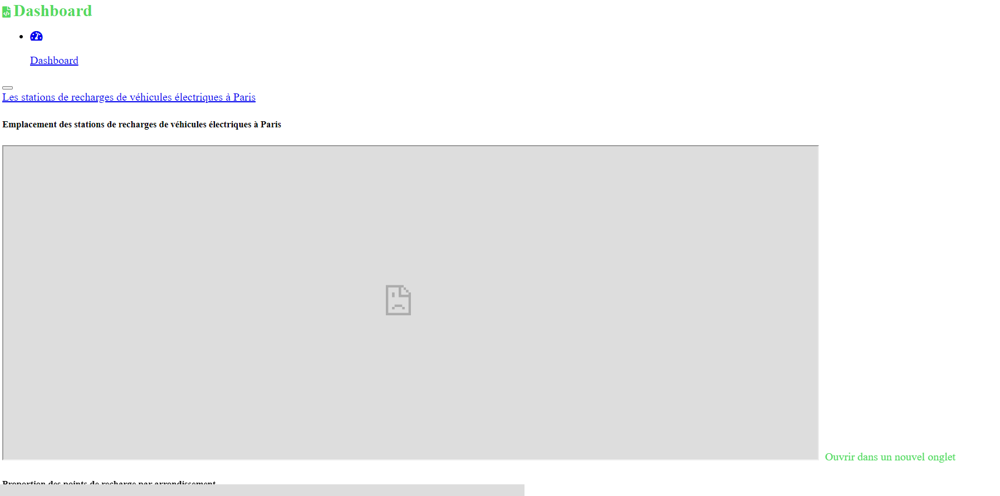 Dashboard
Dashboard
Les stations de recharges de véhicules électriques à Paris
Emplacement des stations de recharges de véhicules électriques à Paris
Ouvrir dans un nouvel onglet
Proportion des points de recharge par arrondissement